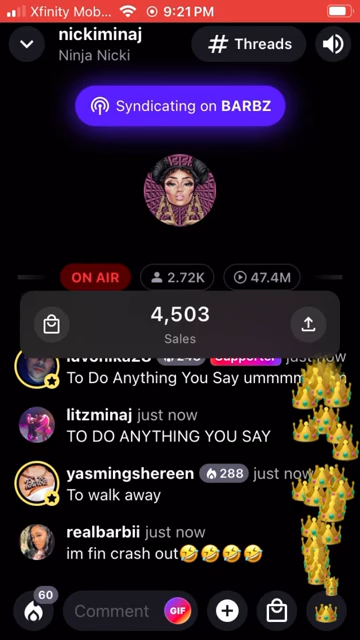 Xfinity Mob... 9:21 PM
nickiminaj
Ninja Nicki
# Threads
Syndicating on BARBZ
ON AIR 2.72K 47.4M
4,503
Sales
just now
To Do Anything You Say
litzminaj just now
TO DO ANYTHING YOU SAY
yasmingshereen 288 just now
To walk away
realbarbii just now
im fin crash out🤣🤣🤣🤣
60
Comment GIF